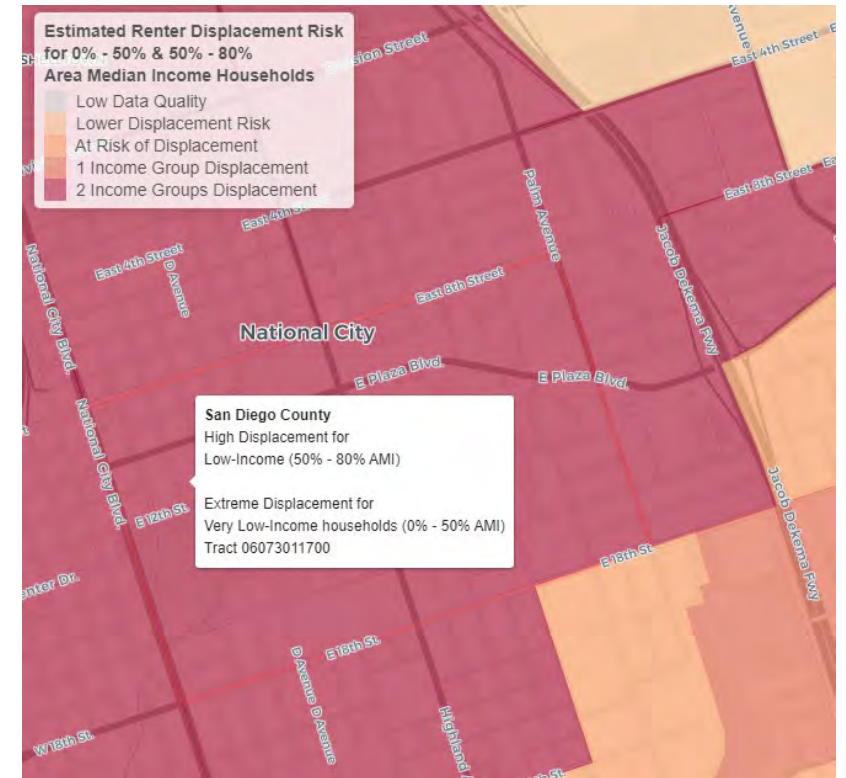 Estimated Renter Displacement Risk
for 0% - 50% & 50% - 80%
Area Median Income Households
Low Data Quality
Lower Displacement Risk
At Risk of Displacement
1 Income Group Displacement
2 Income Groups Displacement
Avenue
East 4th Street
East 8th Street
Palm Avenue
Jacob Dekema Fwy
East 4th
East 4th Street
D Avenue
East 8th Street
National City Blvd.
National City
E Plaza Blvd.
E Plaza Blvd.
National City Blvd.
San Diego County
High Displacement for
Low-Income (50% - 80% AMI)
Extreme Displacement for
Very Low-Income households (0% - 50% AMI)
Tract 06073011700
E 12th St.
Jacob Dekema Fwy
E 18th St
E 18th St.
D Avenue D Avenue
Highland
W 18th St.